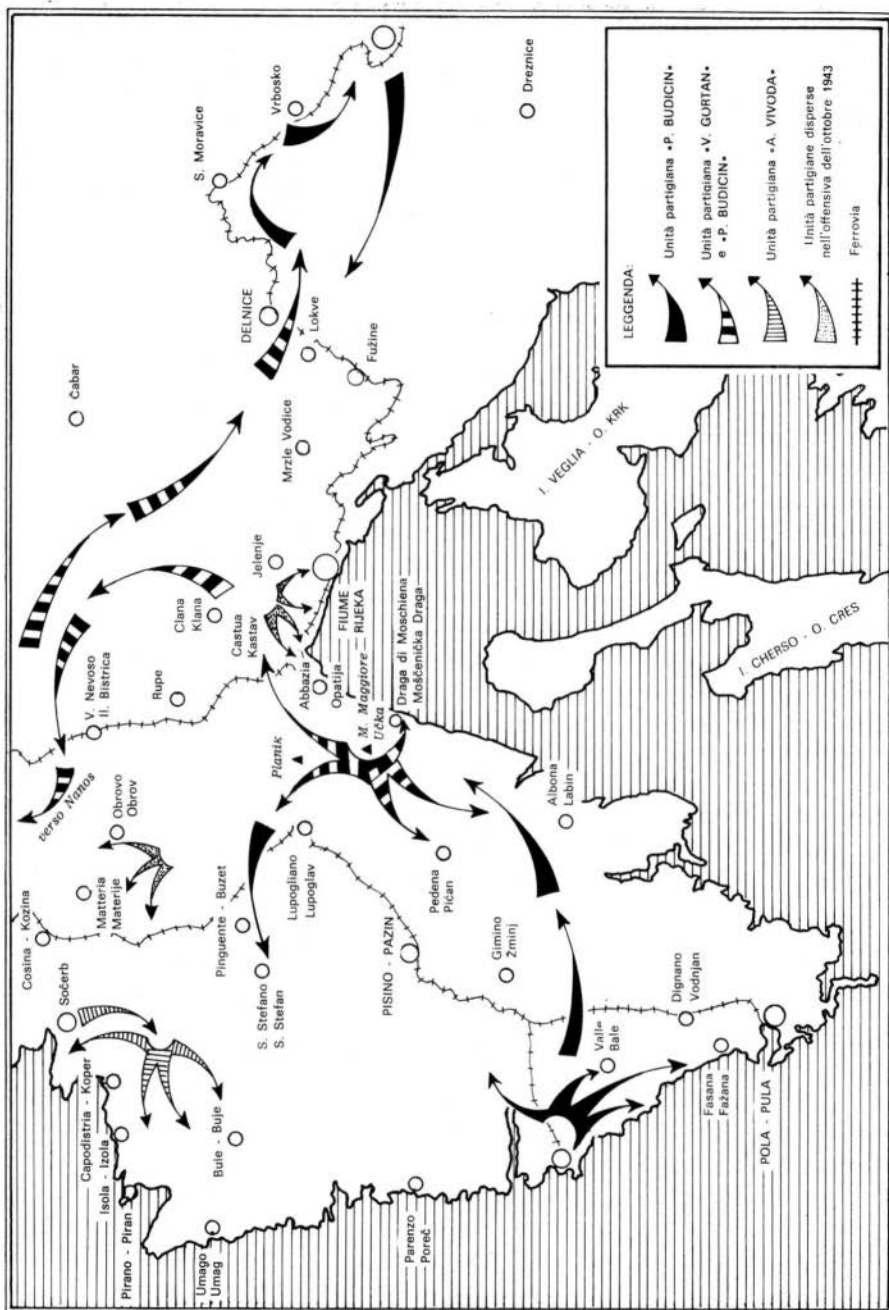 Cosina - Kozina
Sočerb
Capodistria - Koper
Isola - Izola
Pirano - Piran
Umago
Umag
Buie - Buje
verso Nanos
Matteria
Materije
Obrovo
Obrov
V. Nevoso
Il. Bistrica
Rupe
Čabar
Pinguente - Buzet
S. Stefano
S. Stefan
Lupogliano
Lupoglav
Planik
Clana
Klana
Castua
Kastav
Jelenje
Abbazia
Opatija
FIUME
RIJEKA
M. Maggiore
Učka
Draga di Moschiena
Moščenička Draga
Mrzle Vodice
DELNICE
Lokve
Fužine
S. Moravice
Vrbosko
Dreznice
Parenzo
Poreč
PISINO - PAZIN
Pedena
Pićan
Gimino
Žminj
Albona
Labin
Valle
Bale
Dignano
Vodnjan
Fasana
Fažana
POLA - PULA
I. CHERSO - O. CRES
I. VEGLIA - O. KRK
LEGGENDA:
Unità partigiana «P. BUDICIN»
Unità partigiana «V. GORTAN»
e «P. BUDICIN»
Unità partigiana «A. VIVODA»
Unità partigiane disperse
nell'offensiva dell'ottobre 1943
Ferrovia